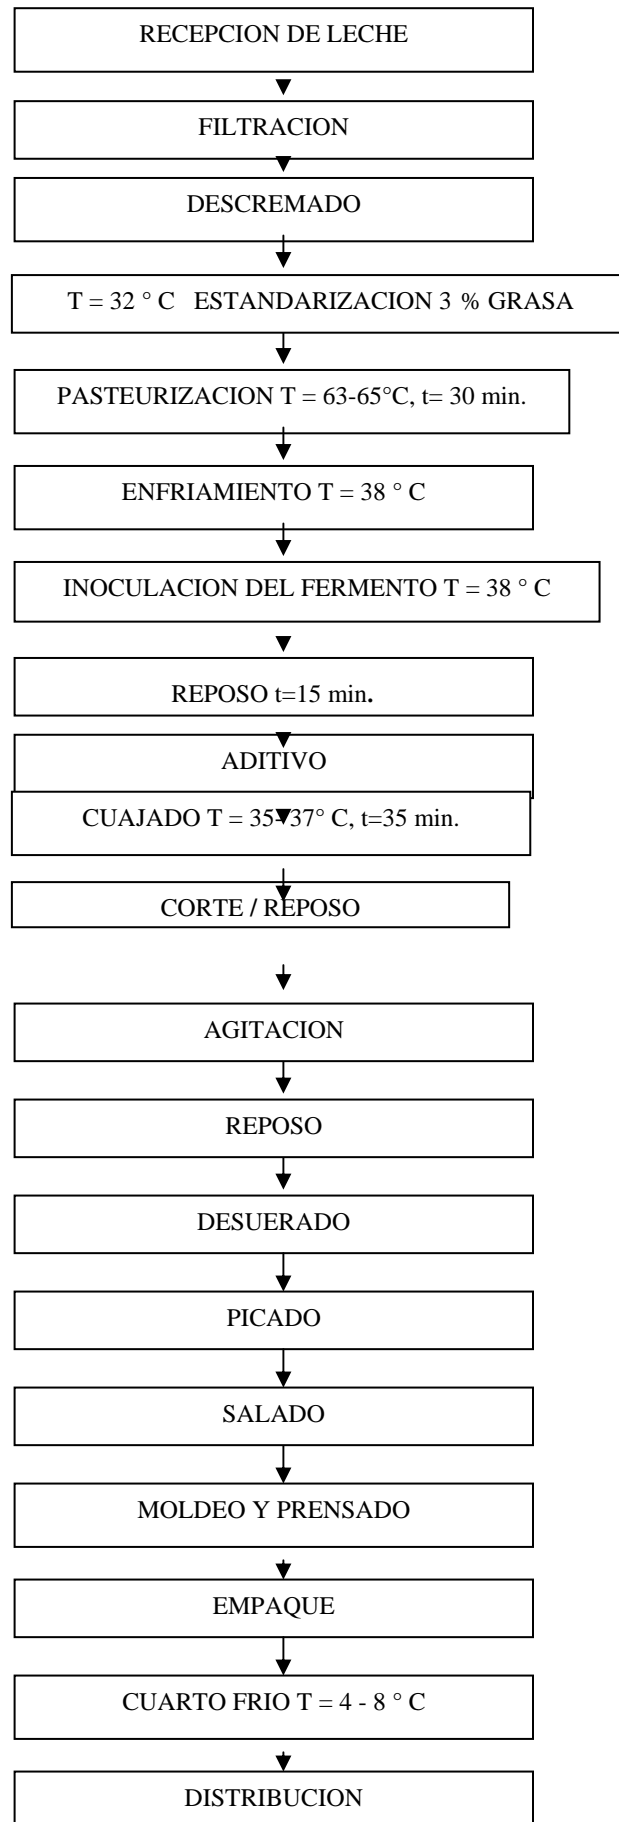 RECEPCION DE LECHE
FILTRACION
DESCREMADO
T = 32 ° C ESTANDARIZACION 3 % GRASA
PASTEURIZACION T = 63-65°C, t= 30 min.
ENFRIAMIENTO T = 38 ° C
INOCULACION DEL FERMENTO T = 38 ° C
REPOSO t=15 min.
ADITIVO
CUAJADO T = 35-37° C, t=35 min.
CORTE / REPOSO
AGITACION
REPOSO
DESUERADO
PICADO
SALADO
MOLDEO Y PRENSADO
EMPAQUE
CUARTO FRIO T = 4 - 8 ° C
DISTRIBUCION